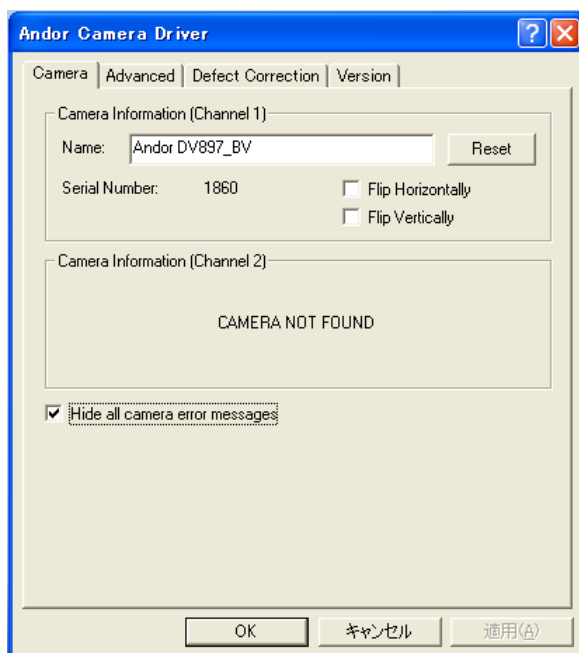 Andor Camera Driver
Camera Advanced Defect Correction Version
Camera Information (Channel 1)
Name: Andor DV897_BV Reset
Serial Number: 1860 Flip Horizontally
Flip Vertically
Camera Information (Channel 2)
CAMERA NOT FOUND
Hide all camera error messages
OK キャンセル 適用(A)